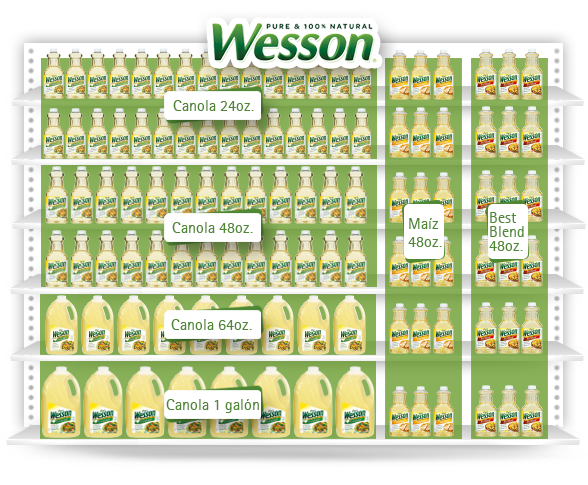 PURE & 100% NATURAL
Wesson
Canola 24oz.
Canola 48oz.
Maíz
48oz.
Best
Blend
48oz.
Canola 64oz.
Canola 1 galón